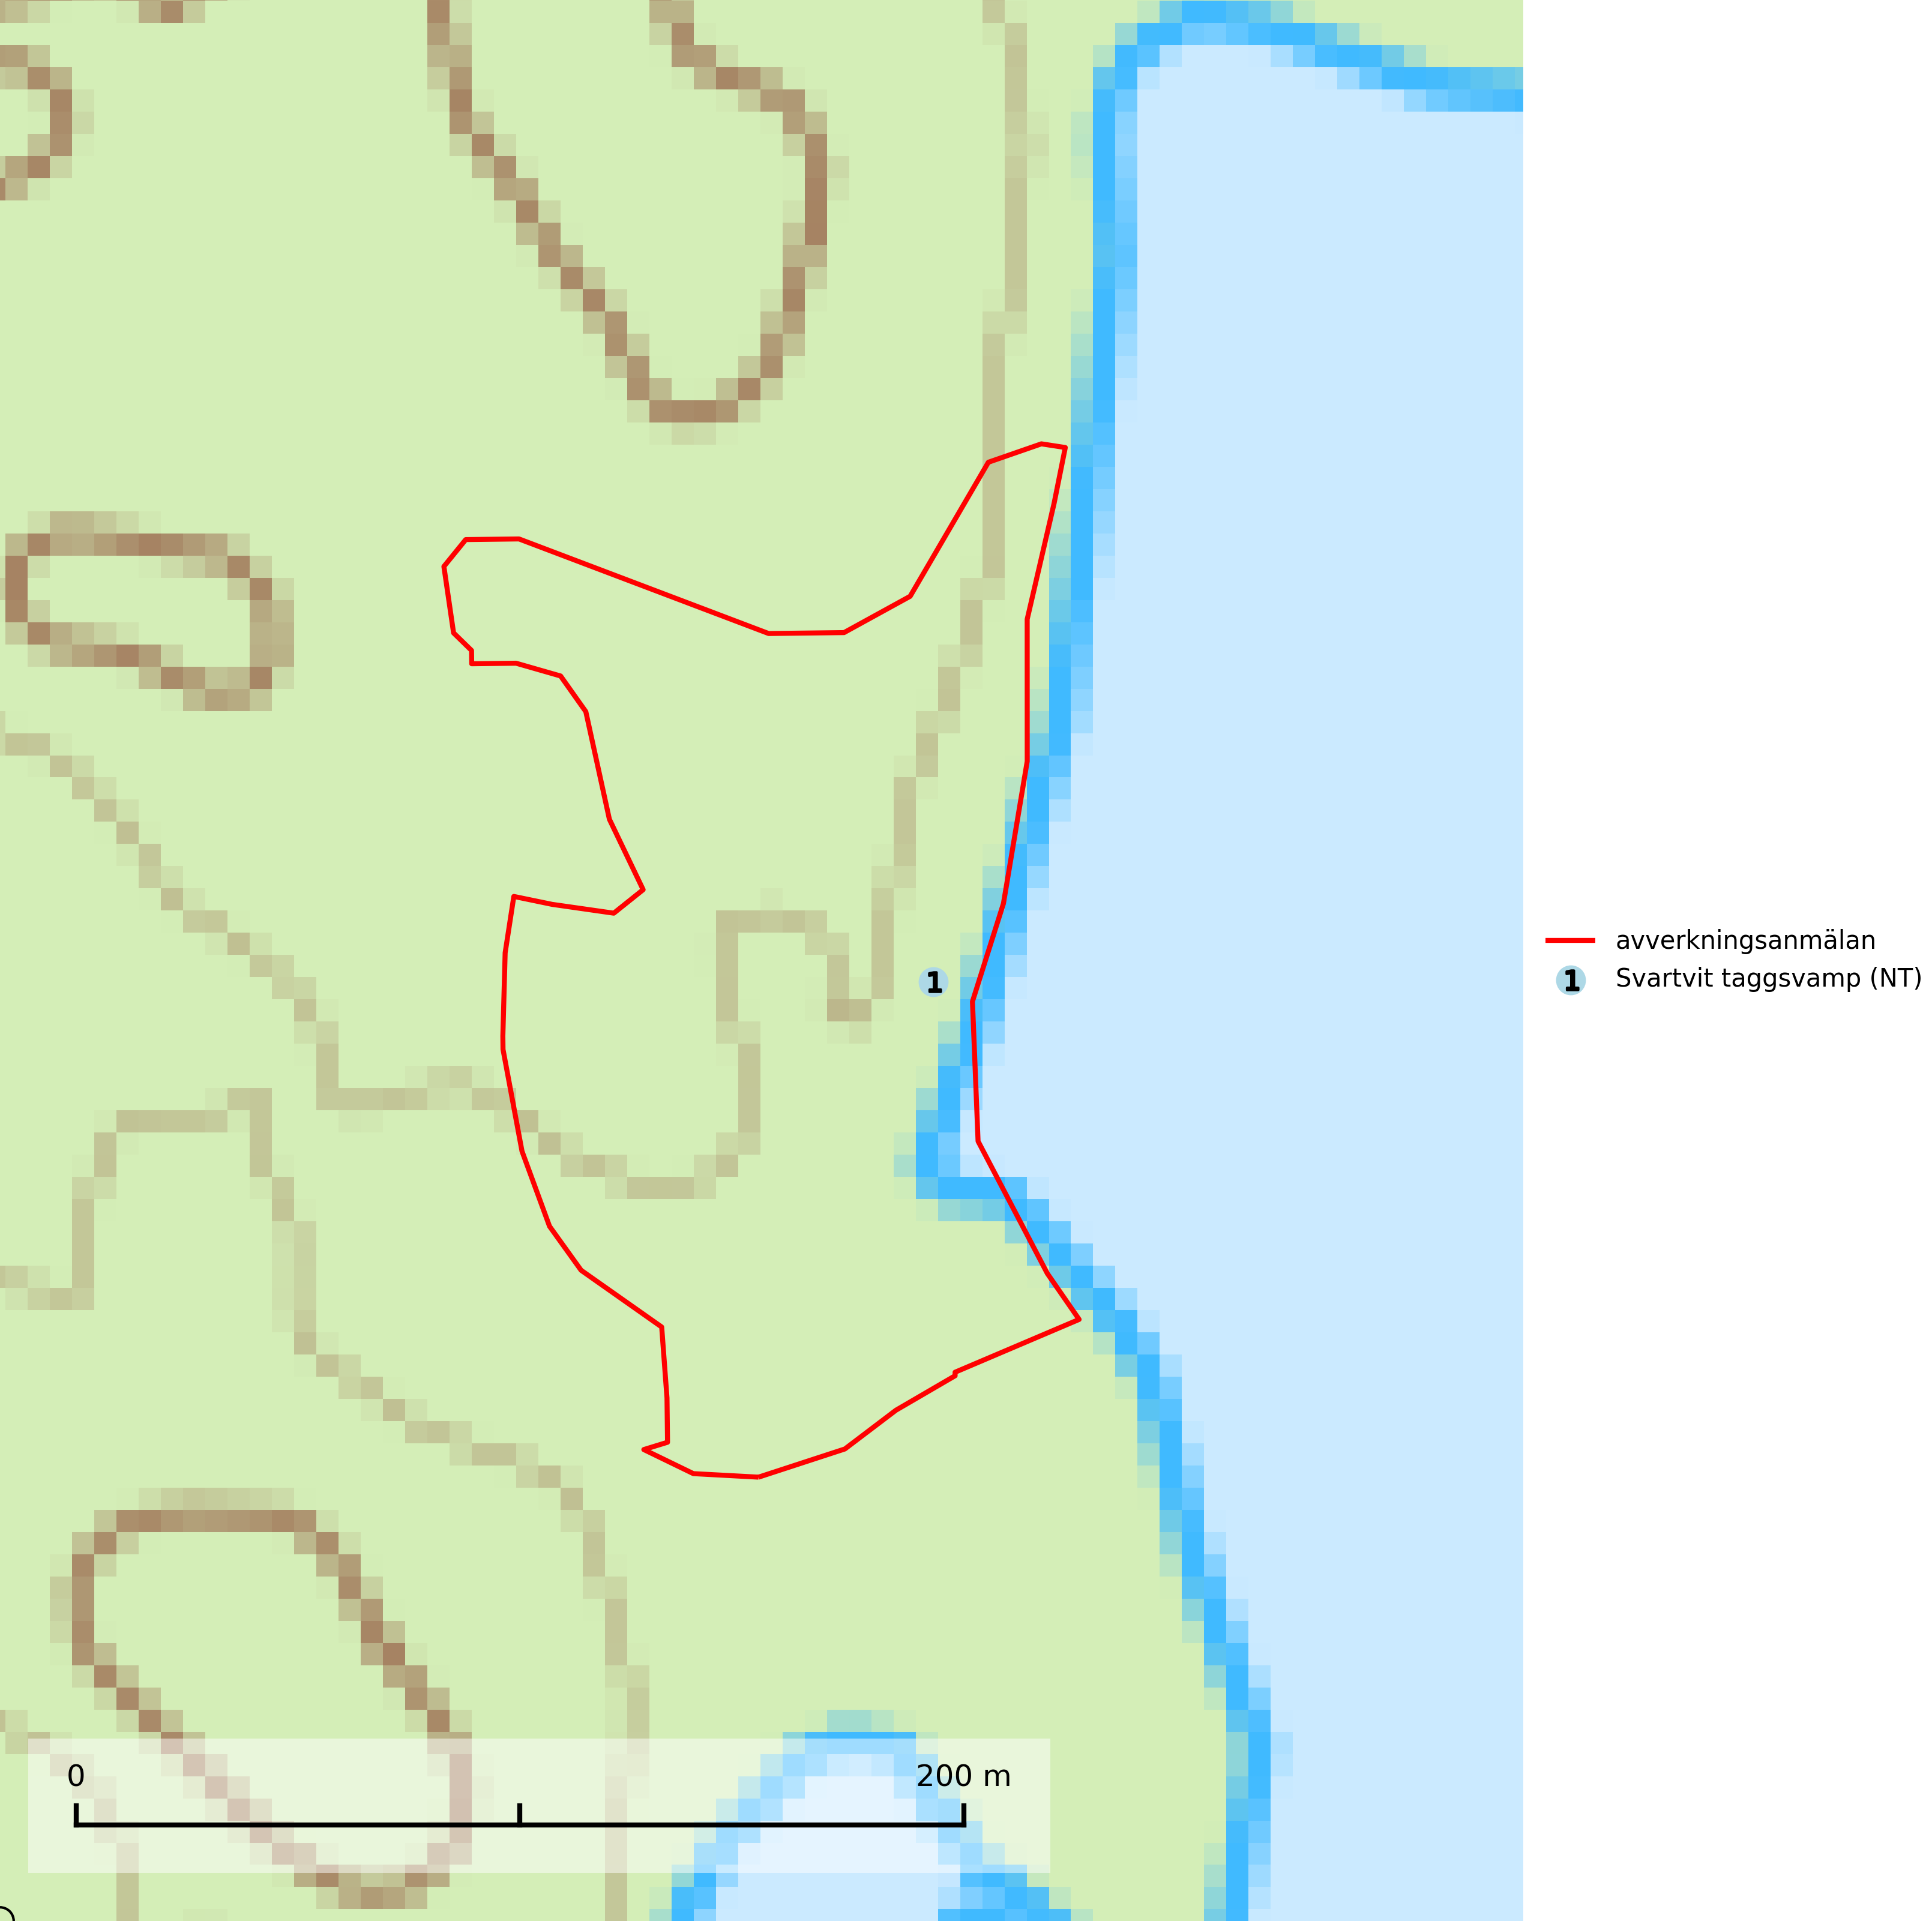 1
avverkningsanmälan
1 Svartvit taggsvamp (NT)
0 200 m